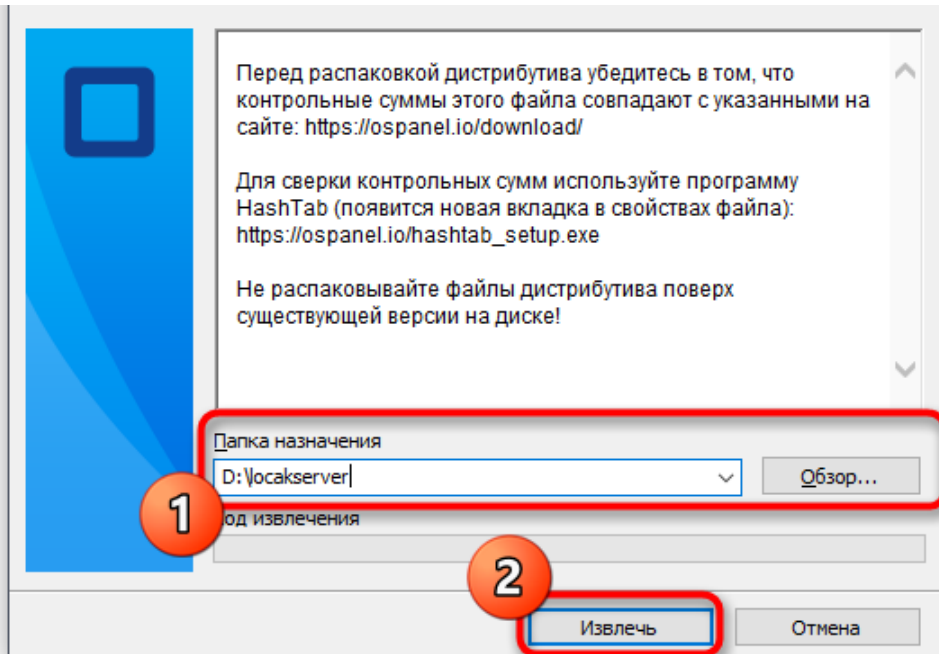 Перед распаковкой дистрибутива убедитесь в том, что
контрольные суммы этого файла совпадают с указанными на
сайте: https://ospanel.io/download/
Для сверки контрольных сумм используйте программу
HashTab (появится новая вкладка в свойствах файла):
https://ospanel.io/hashtab_setup.exe
Не распаковывайте файлы дистрибутива поверх
существующей версии на диске!
Папка назначения
D:\locakserver
Обзор...
1
од извлечения
2
Извлечь
Отмена